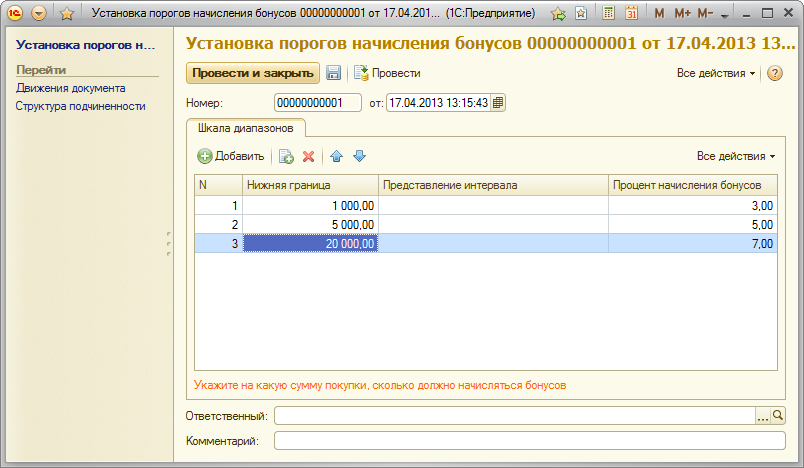 Установка порогов начисления бонусов 00000000001 от 17.04.201... (1С:Предприятие)
M M+ M-
31
Установка порогов н...
Перейти
Движения документа
Структура подчиненности
Установка порогов начисления бонусов 00000000001 от 17.04.2013 13...
Провести и закрыть Провести Все действия
Номер: 00000000001 от: 17.04.2013 13:15:43
Шкала диапазонов
Добавить Все действия
N Нижняя граница Представление интервала Процент начисления бонусов
1 1 000,00 3,00
2 5 000,00 5,00
3 20 000,00 7,00
Укажите на какую сумму покупки, сколько должно начисляться бонусов
Ответственный: ...
Комментарий: